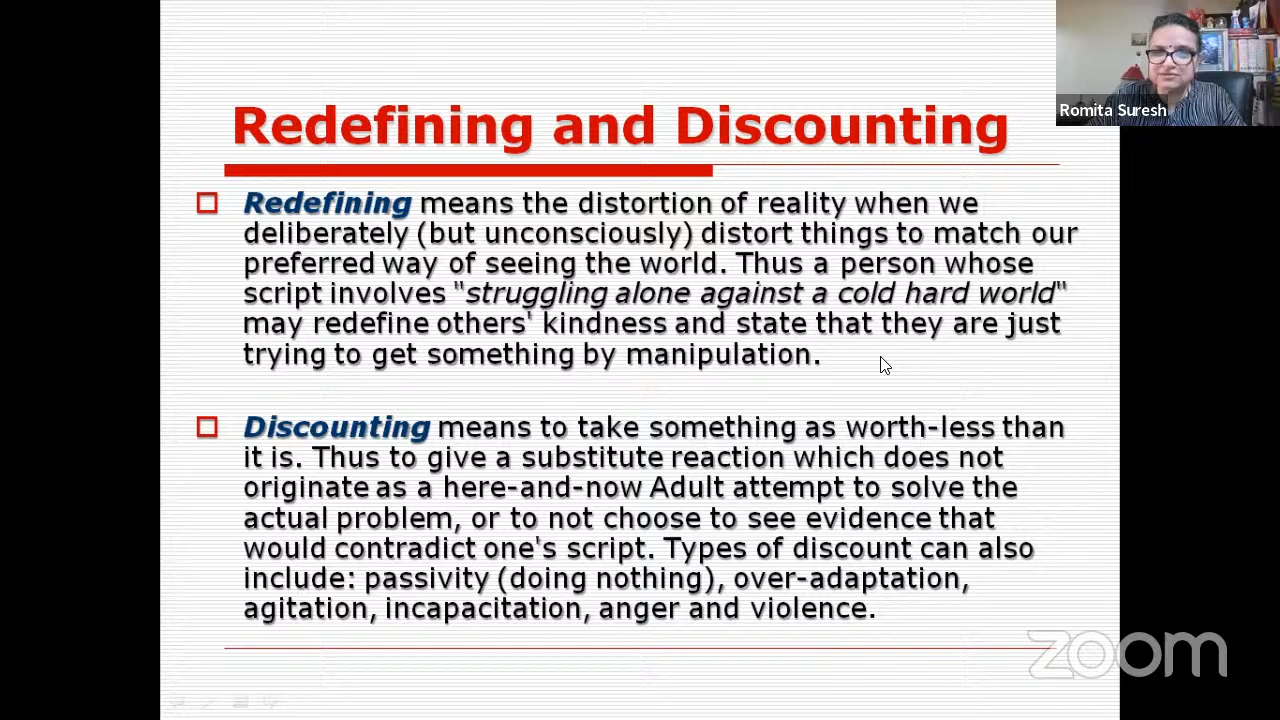 Redefining and Discounting
Romita Suresh
Redefining means the distortion of reality when we
deliberately (but unconsciously) distort things to match our
preferred way of seeing the world. Thus a person whose
script involves "struggling alone against a cold hard world"
may redefine others' kindness and state that they are just
trying to get something by manipulation.
Discounting means to take something as worth-less than
it is. Thus to give a substitute reaction which does not
originate as a here-and-now Adult attempt to solve the
actual problem, or to not choose to see evidence that
would contradict one's script. Types of discount can also
include: passivity (doing nothing), over-adaptation,
agitation, incapacitation, anger and violence.
zoom